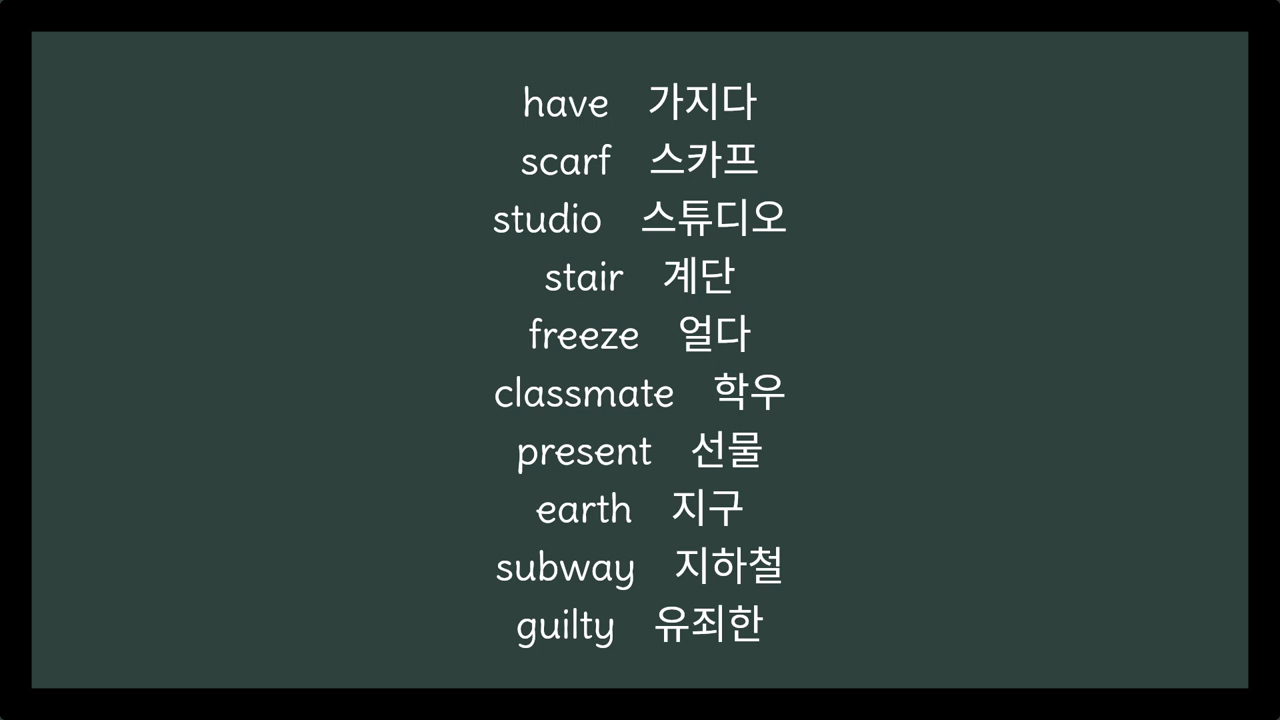 have 가지다
scarf 스카프
studio 스튜디오
stair 계단
freeze 얼다
classmate 학우
present 선물
earth 지구
subway 지하철
guilty 유죄한